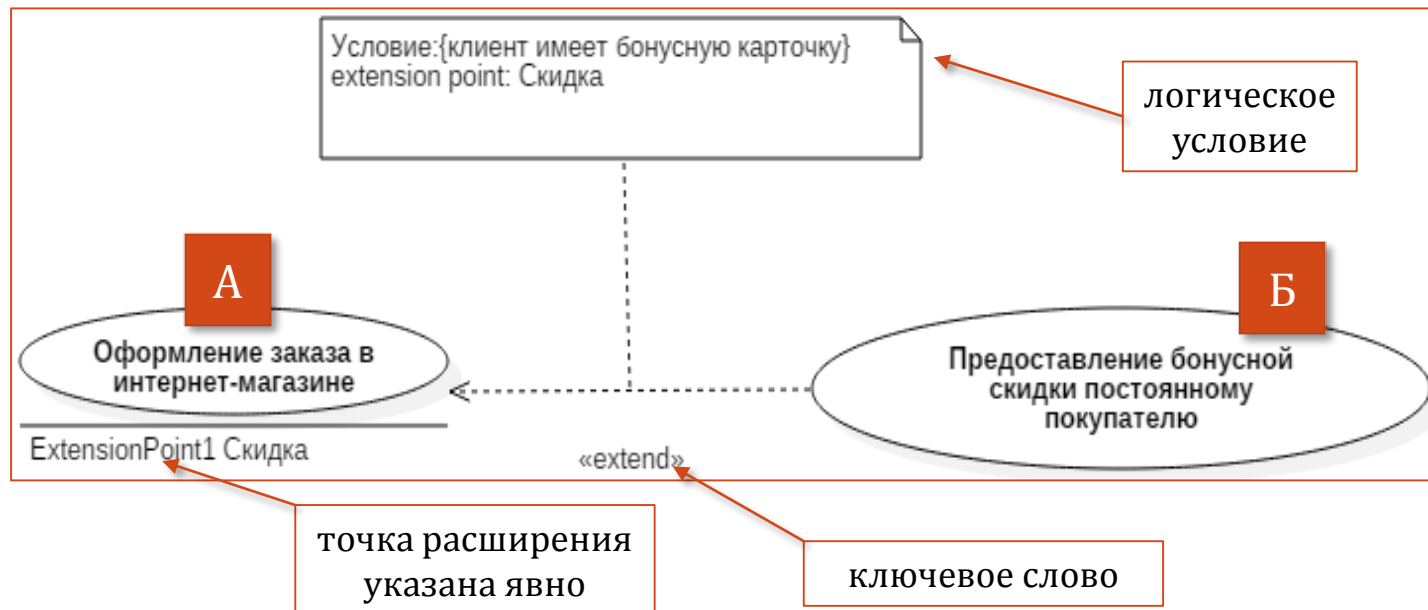 Условие:{клиент имеет бонусную карточку}
extension point: Скидка
логическое
условие
А
Б
Оформление заказа в
интернет-магазине
Предоставление бонусной
скидки постоянному
покупателю
ExtensionPoint1 Скидка
«extend»
точка расширения
указана явно
ключевое слово